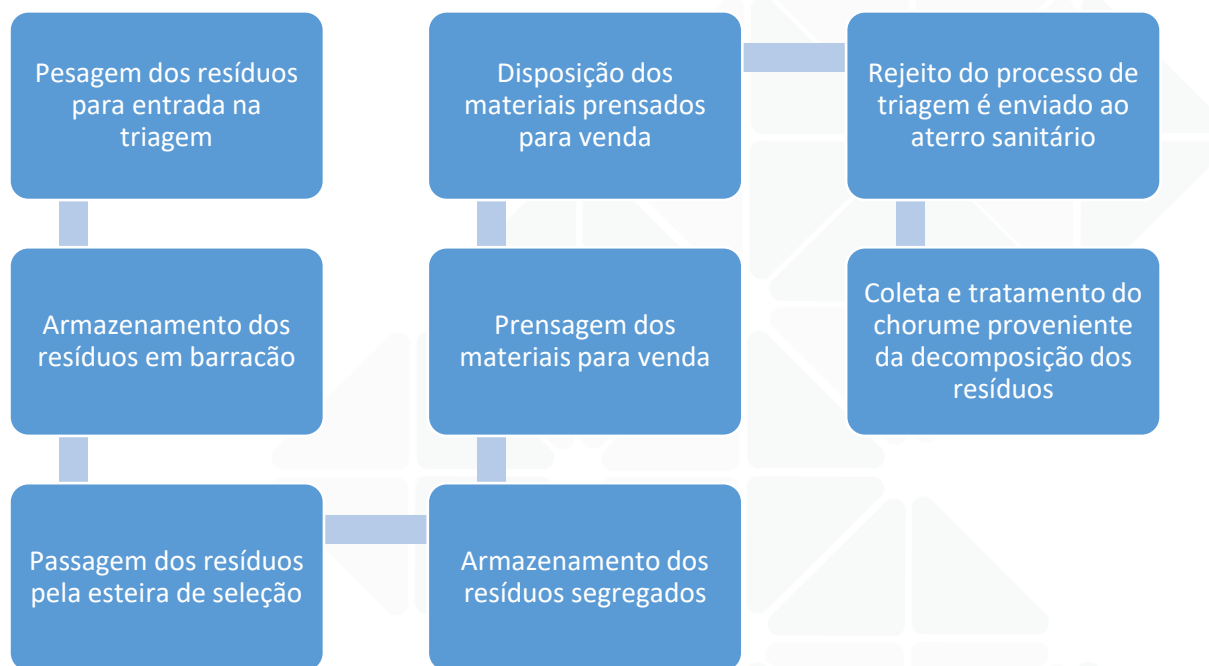 Pesagem dos resíduos
para entrada na
triagem
Armazenamento dos
resíduos em barracão
Passagem dos resíduos
pela esteira de seleção
Armazenamento dos
resíduos segregados
Prensagem dos
materiais para venda
Disposição dos
materiais prensados
para venda
Rejeito do processo de
triagem é enviado ao
aterro sanitário
Coleta e tratamento do
chorume proveniente
da decomposição dos
resíduos